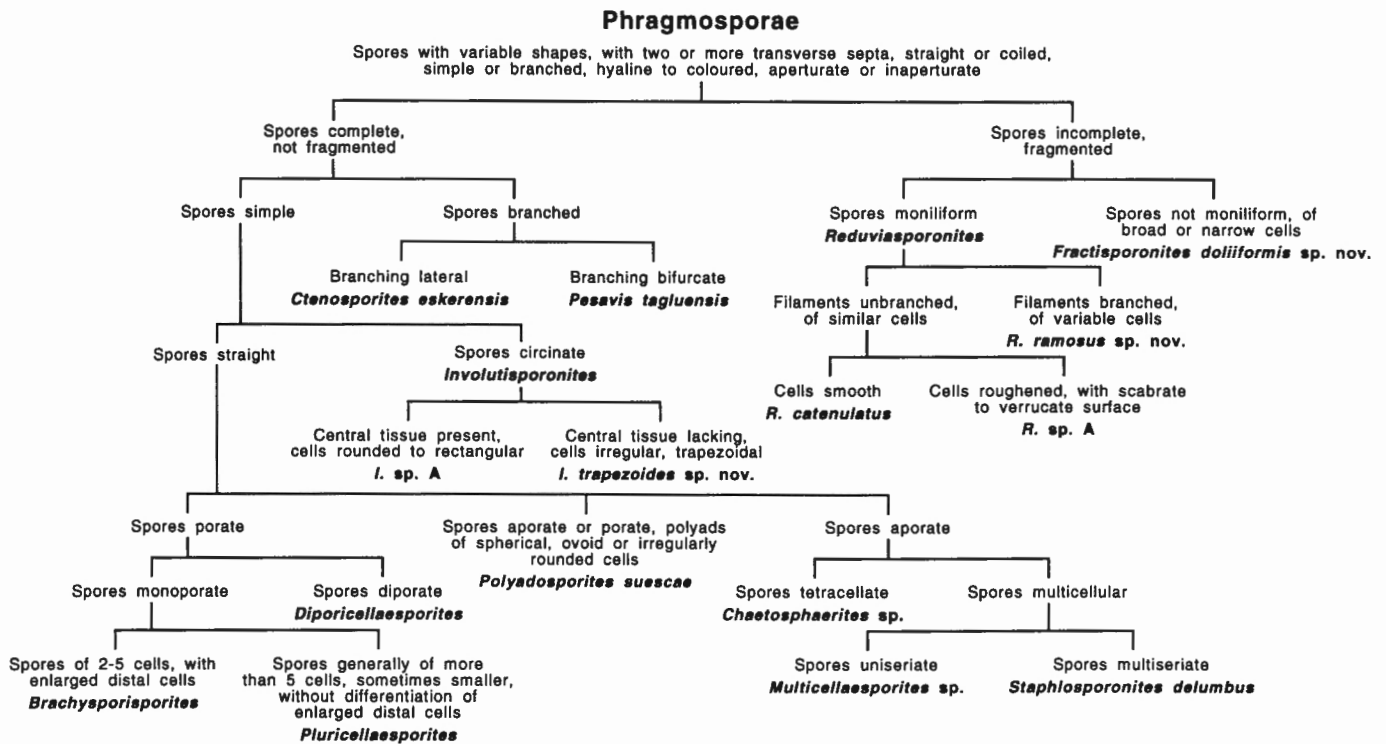 Phragmosporae
Spores with variable shapes, with two or more transverse septa, straight or coiled,
simple or branched, hyaline to coloured, aperturate or inaperturate
Spores complete,
not fragmented
Spores incomplete,
fragmented
Spores simple
Spores branched
Spores moniliform
Reduviasporonites
Spores not moniliform, of
broad or narrow cells
Fractisporonites doliiformis sp. nov.
Branching lateral
Ctenosporites eskerensis
Branching bifurcate
Pesavis tagluensis
Filaments unbranched,
of similar cells
Filaments branched,
of variable cells
R. ramosus sp. nov.
Spores straight
Spores circinate
Involutisporonites
Cells smooth
R. catenulatus
Cells roughened, with scabrate
to verrucate surface
R. sp. A
Central tissue present,
cells rounded to rectangular
I. sp. A
Central tissue lacking,
cells irregular, trapezoidal
I. trapezoides sp. nov.
Spores porate
Spores aporate or porate, polyads
of spherical, ovoid or irregularly
rounded cells
Polyadosporites suescae
Spores aporate
Spores monoporate
Spores diporate
Diporicellaesporites
Spores tetracellate
Chaetosphaerites sp.
Spores multicellular
Spores of 2-5 cells, with
enlarged distal cells
Brachysporisporites
Spores generally of more
than 5 cells, sometimes smaller,
without differentiation of
enlarged distal cells
Pluricellaesporites
Spores uniseriate
Multicellaesporites sp.
Spores multiseriate
Staphlosporonites delumbus